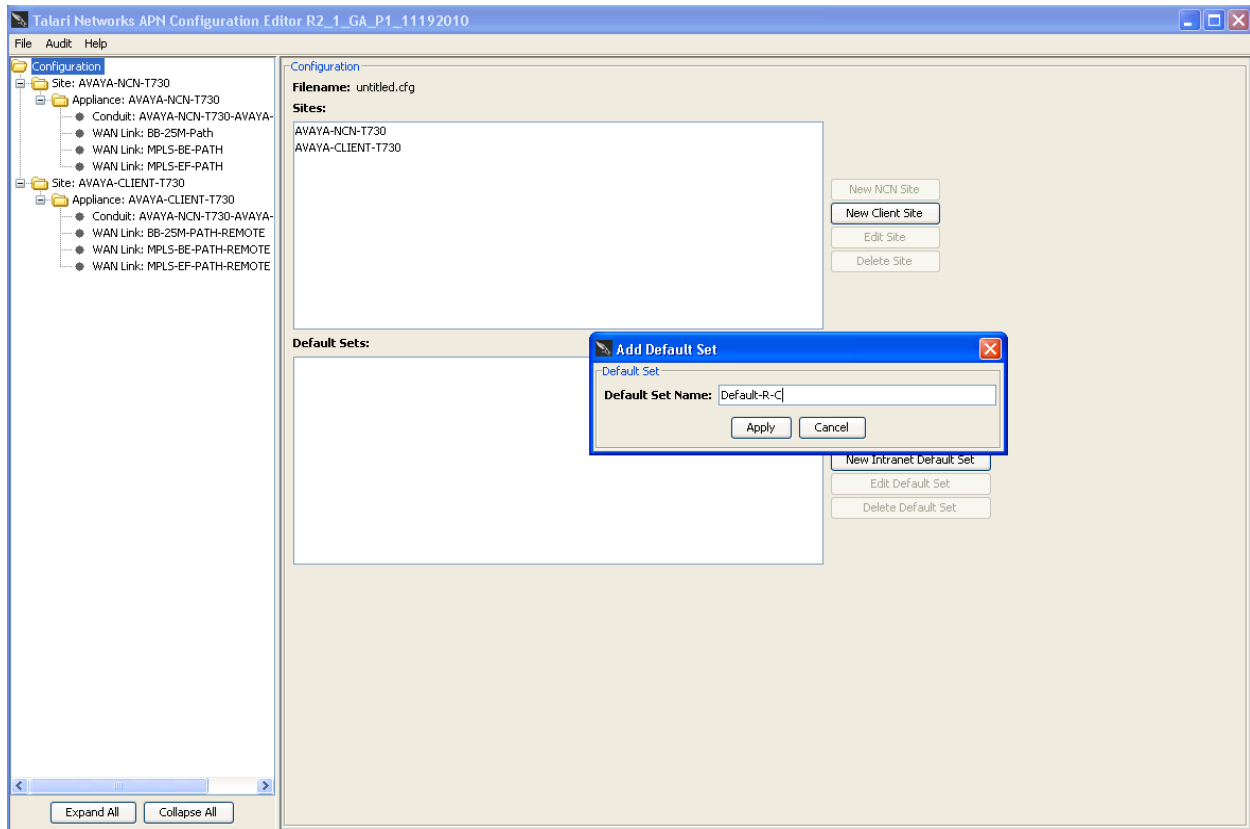 Talari Networks APN Configuration Editor R2_1_GA_P1_11192010
File Audit Help
Configuration
Site: AVAYA-NCN-T730
Appliance: AVAYA-NCN-T730
Conduit: AVAYA-NCN-T730-AVAYA-
WAN Link: BB-25M-Path
WAN Link: MPLS-BE-PATH
WAN Link: MPLS-EF-PATH
Site: AVAYA-CLIENT-T730
Appliance: AVAYA-CLIENT-T730
Conduit: AVAYA-NCN-T730-AVAYA-
WAN Link: BB-25M-PATH-REMOTE
WAN Link: MPLS-BE-PATH-REMOTE
WAN Link: MPLS-EF-PATH-REMOTE
Expand All
Collapse All
Configuration
Filename: untitled.cfg
Sites:
AVAYA-NCN-T730
AVAYA-CLIENT-T730
New NCN Site
New Client Site
Edit Site
Delete Site
Default Sets:
Add Default Set
Default Set
Default Set Name: Default-R-C
Apply
Cancel
New Intranet Default Set
Edit Default Set
Delete Default Set